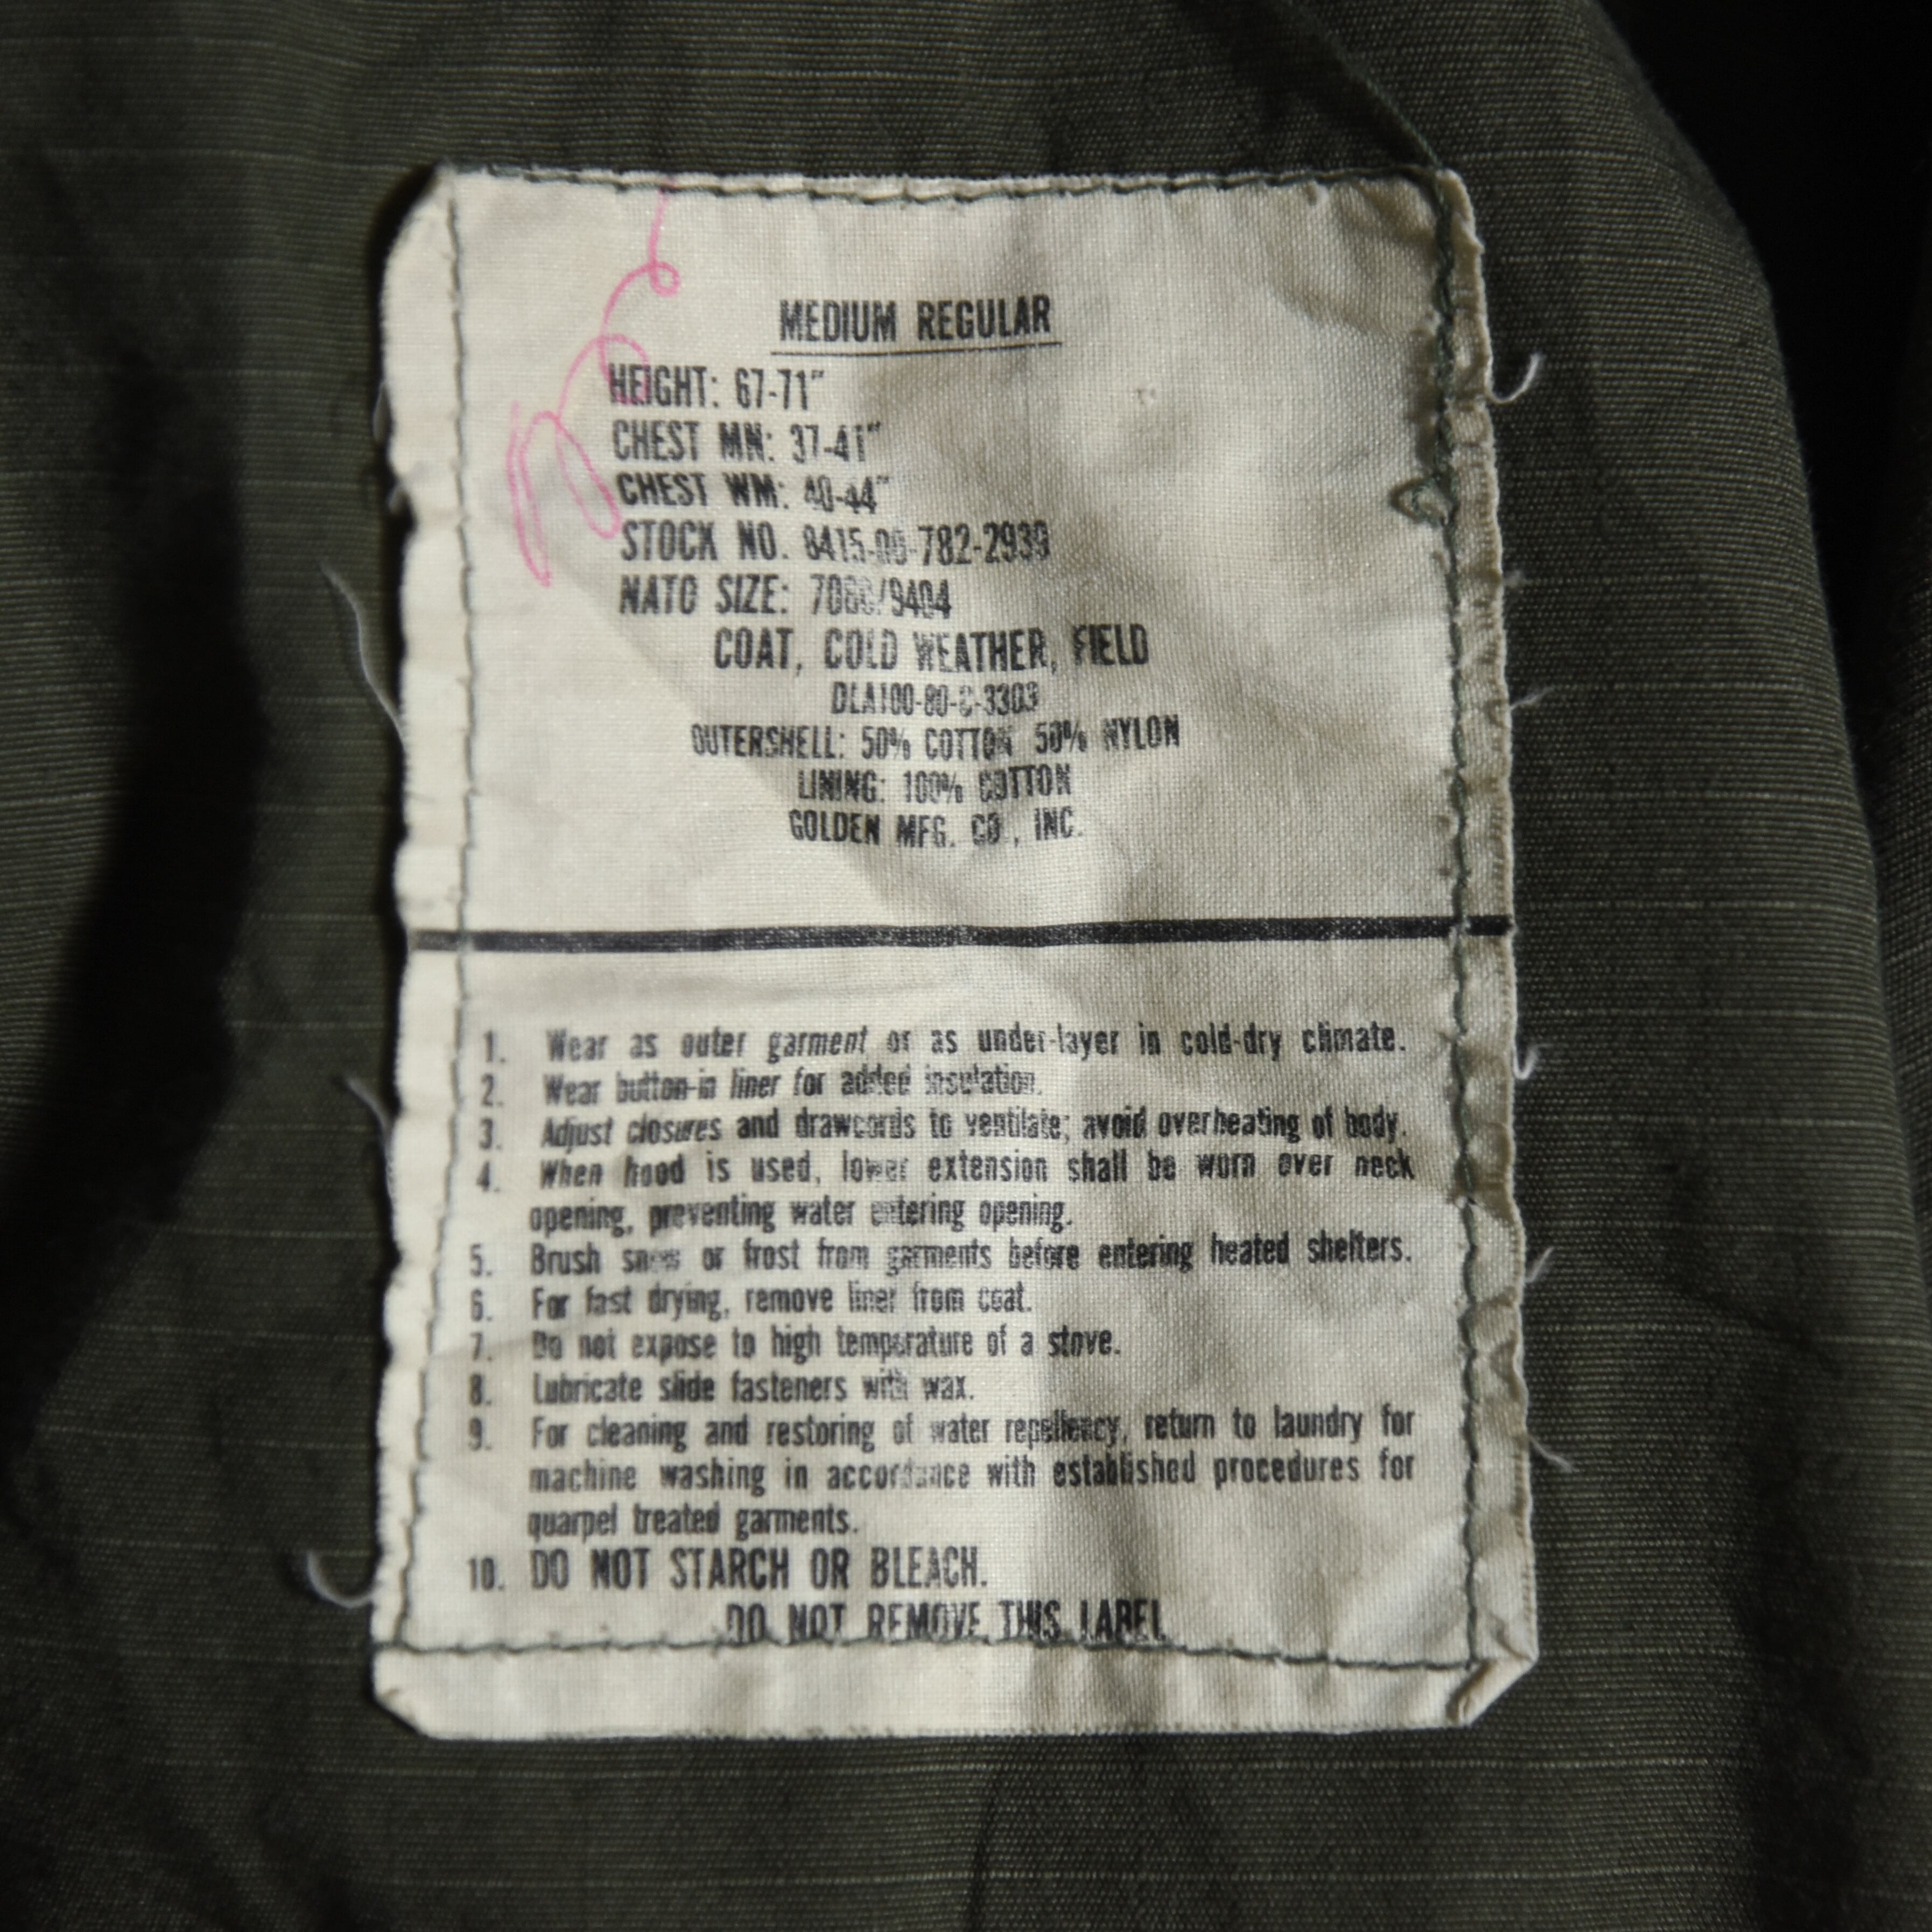 MEDIUM REGULAR
HEIGHT: 67-71"
CHEST MN: 37-41"
CHEST WM: 40-44"
STOCK NO. 8415-00-782-2939
NATO SIZE:
COAT, COLD WEATHER, FIELD
DLA100-80-C-3303
OUTERSHELL: 50% COTTON 50% NYLON
LINING: 100% COTTON
GOLDEN MFG. CO., INC.
1. Wear as outer garment or as under-layer in cold-dry climate.
2. Wear button-in liner for added insulation.
3. Adjust closures and drawcords to ventilate; avoid overheating of body.
4. When hood is used, lower extension shall be worn over neck
opening, preventing water entering opening.
5. Brush snow or frost from garments before entering heated shelters.
6. For fast drying, remove liner from coat.
7. Do not expose to high temperature of a stove.
8. Lubricate slide fasteners with wax.
9. For cleaning and restoring of water repellency, return to laundry for
machine washing in accordance with established procedures for
quarpel treated garments.
10. DO NOT STARCH OR BLEACH.
DO NOT REMOVE THIS LABEL